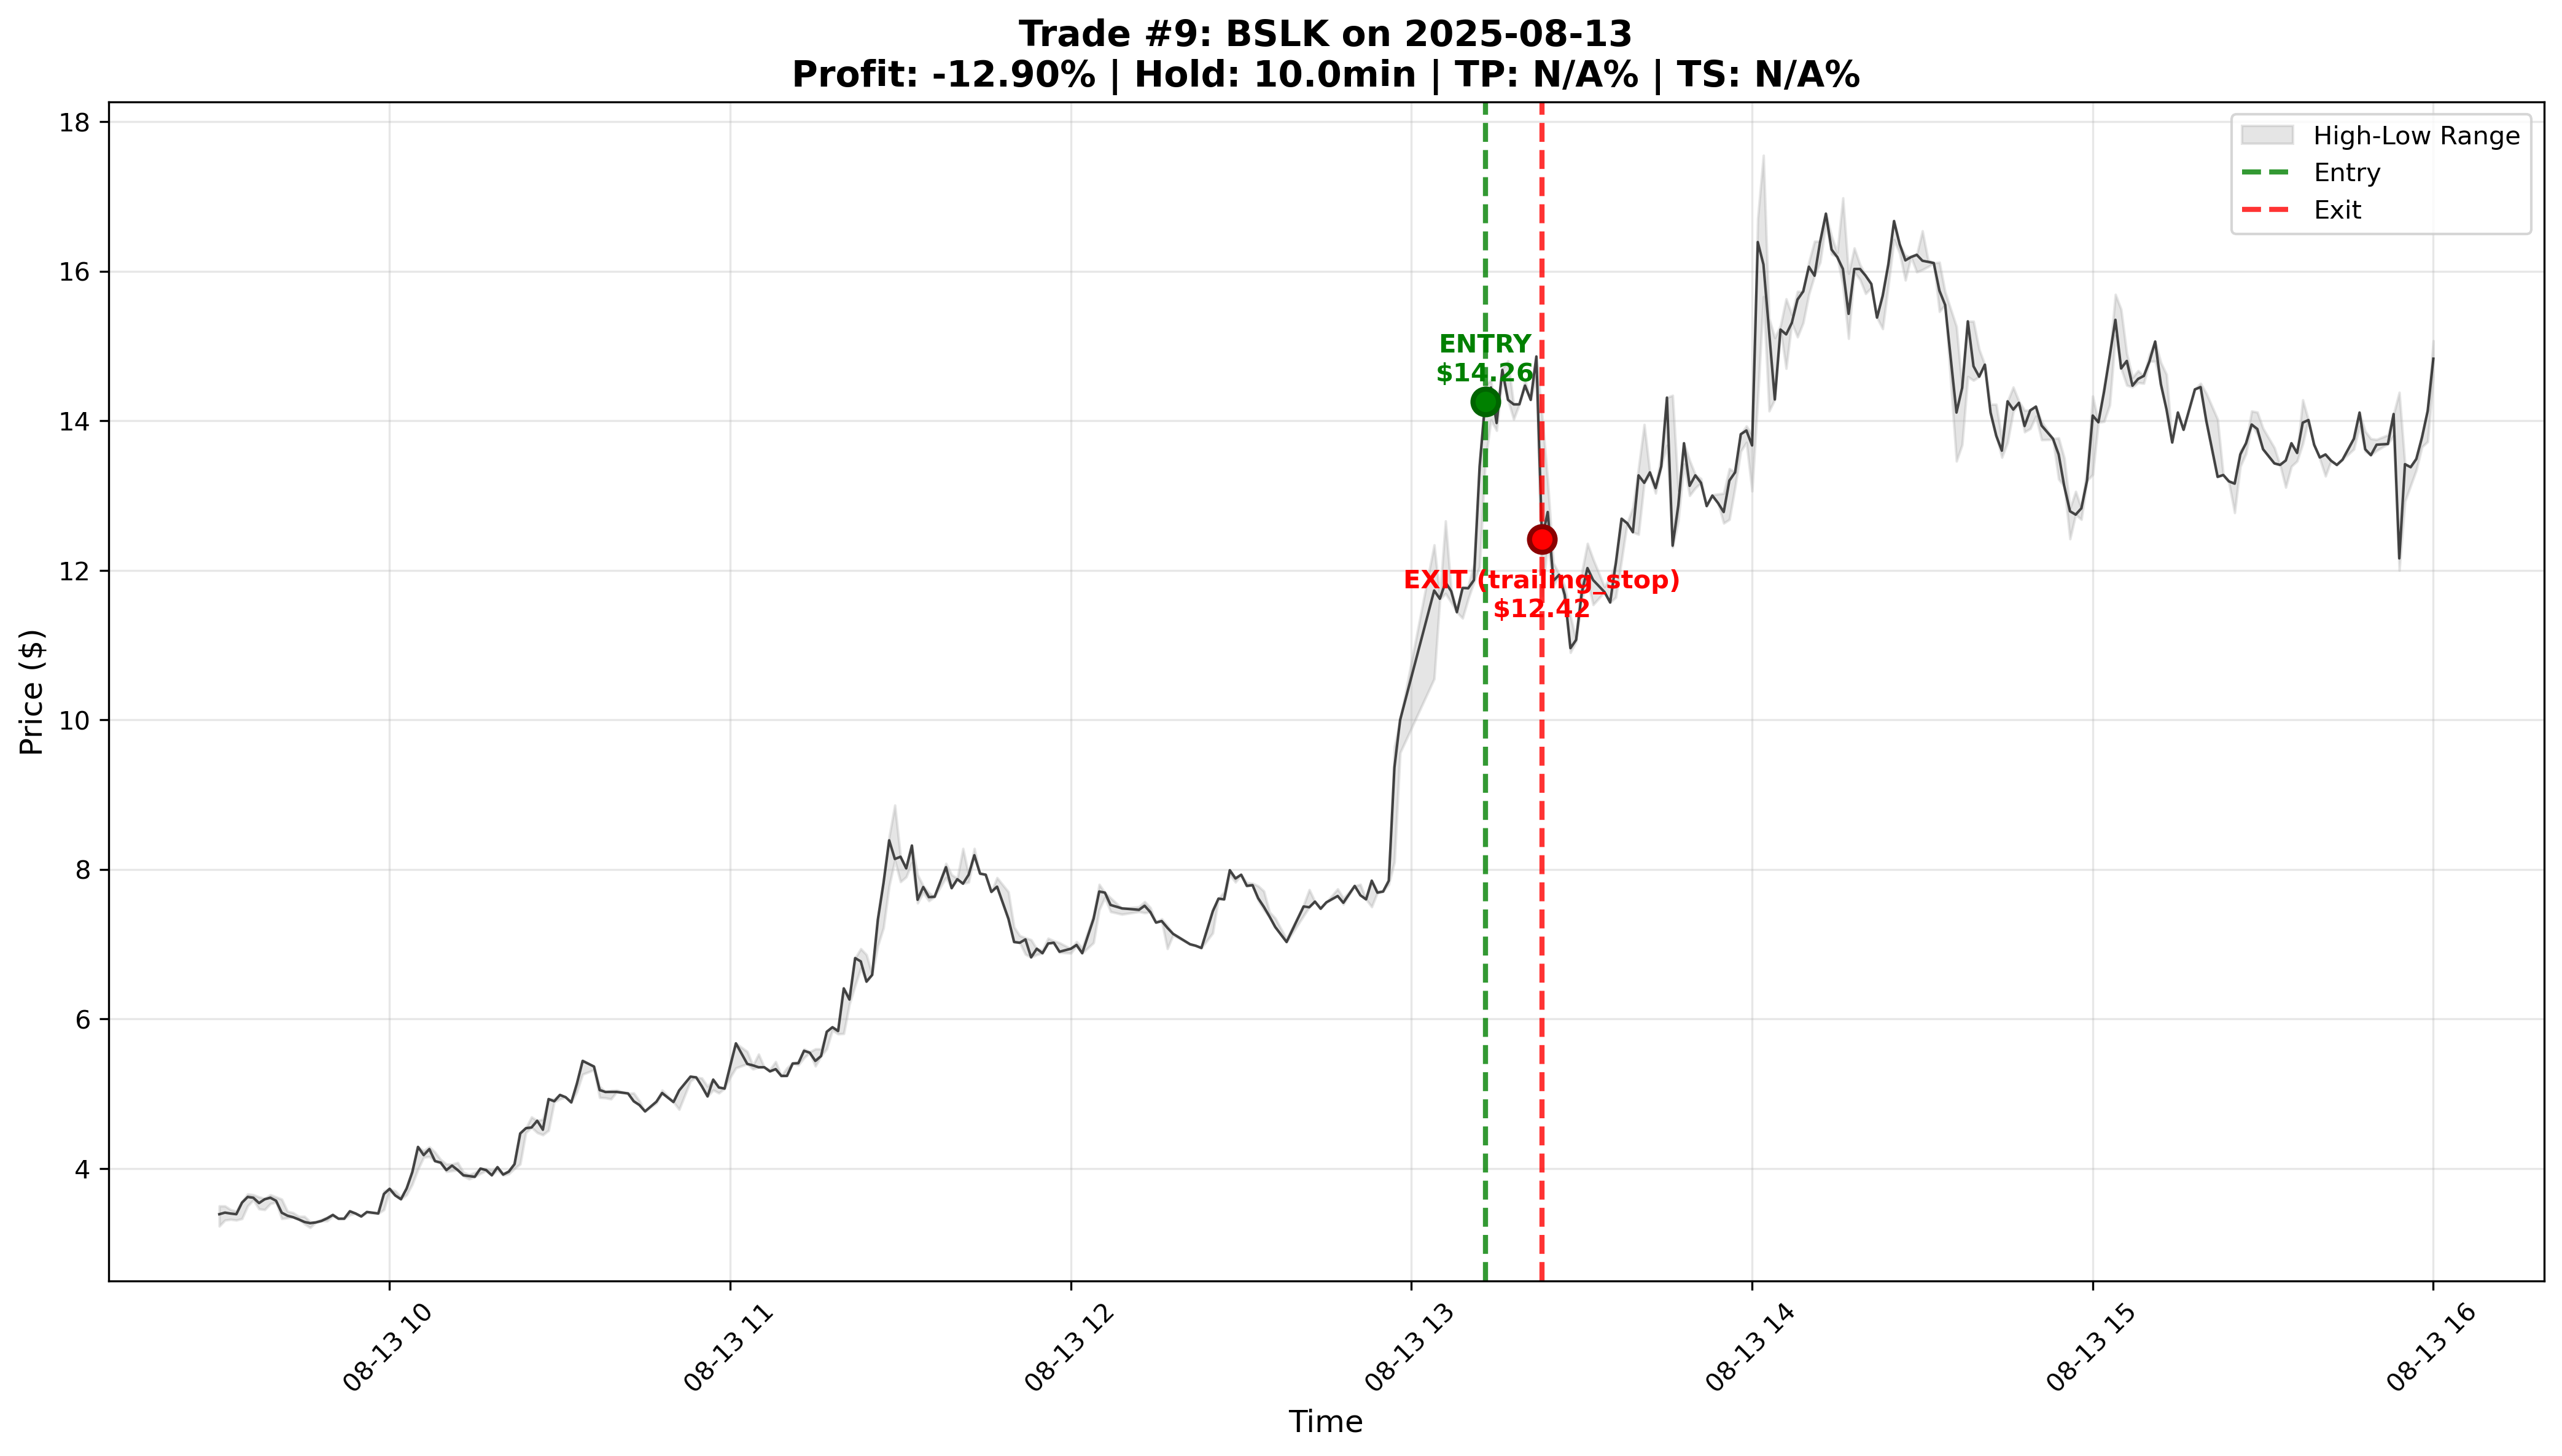 Trade #9: BSLK on 2025-08-13
Profit: -12.90% | Hold: 10.0min | TP: N/A% | TS: N/A%
18
16
14
12
10
8
6
4
Price ($)
High-Low Range
Entry
Exit
ENTRY
$14.26
EXIT (trailing_stop)
$12.42
08-13 10
08-13 11
08-13 12
08-13 13
08-13 14
08-13 15
08-13 16
Time